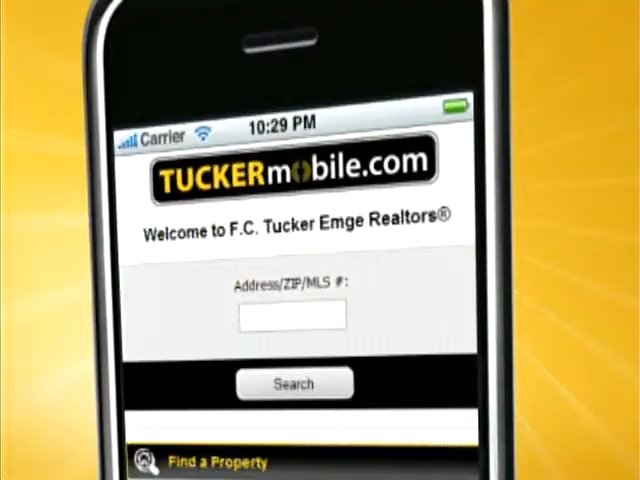 Carrier 10:29 PM
TUCKERmobile.com
Welcome to F.C. Tucker Emge Realtors®
Address/ZIP/MLS #:
Search
Find a Property